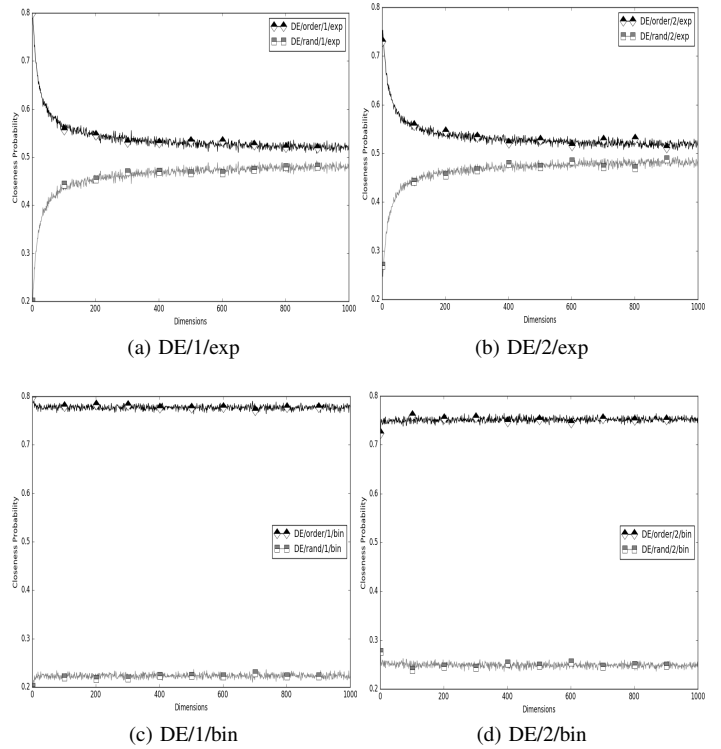 0.8
0.7
0.6
0.5
0.4
0.3
0.2
0 200 400 600 800 1000
Closeness Probability
Dimensions
DE/order/1/exp
DE/rand/1/exp
(a) DE/1/exp
0.8
0.7
0.6
0.5
0.4
0.3
0.2
0 200 400 600 800 1000
Closeness Probability
Dimensions
DE/order/2/exp
DE/rand/2/exp
(b) DE/2/exp
0.8
0.7
0.6
0.5
0.4
0.3
0.2
0 200 400 600 800 1000
Closeness Probability
Dimensions
DE/order/1/bin
DE/rand/1/bin
(c) DE/1/bin
0.8
0.7
0.6
0.5
0.4
0.3
0.2
0 200 400 600 800 1000
Closeness Probability
Dimensions
DE/order/2/bin
DE/rand/2/bin
(d) DE/2/bin